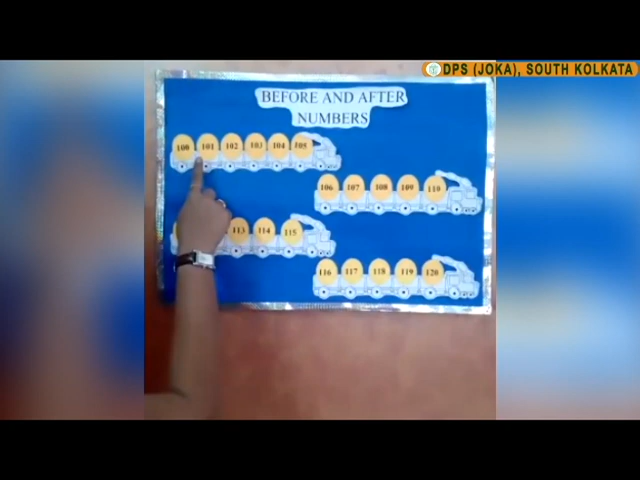 DPS (JOKA), SOUTH KOLKATA
BEFORE AND AFTER
NUMBERS
100 101 102 103 104 105
106 107 108 109 110
113 114 115
116 117 118 119 120